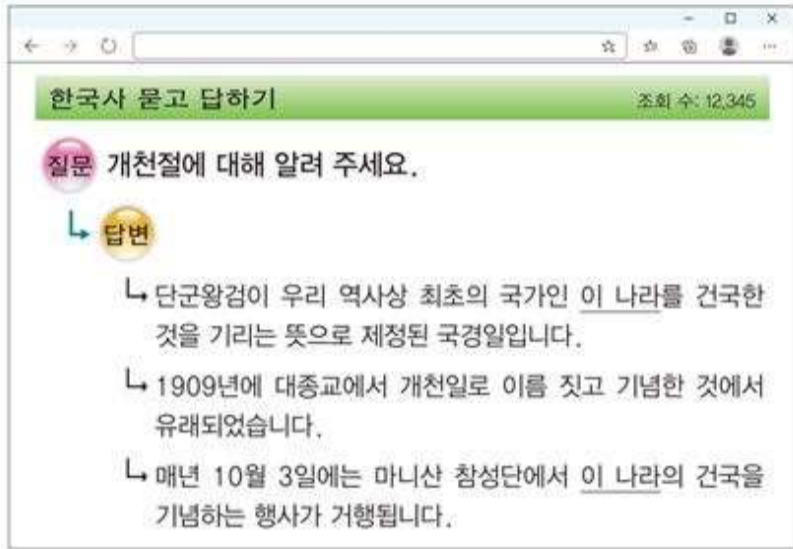 한국사 묻고 답하기
조회 수: 12,345
질문 개천절에 대해 알려 주세요.
답변
단군왕검이 우리 역사상 최초의 국가인 이 나라를 건국한
것을 기리는 뜻으로 제정된 국경일입니다.
1909년에 대종교에서 개천일로 이름 짓고 기념한 것에서
유래되었습니다.
매년 10월 3일에는 마니산 참성단에서 이 나라의 건국을
기념하는 행사가 거행됩니다.